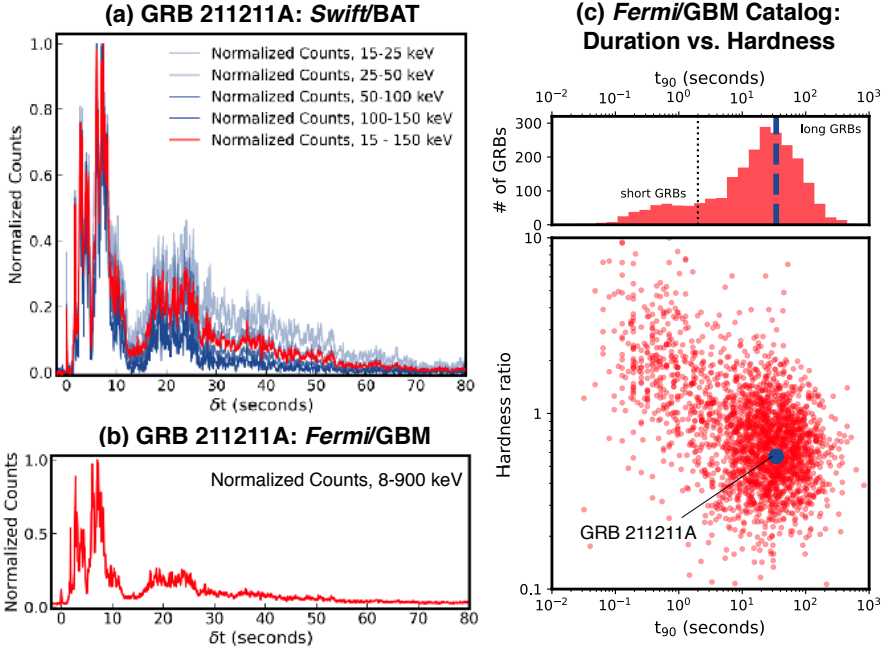 (a) GRB 211211A: Swift/BAT
Normalized Counts
1.0
0.8
0.6
0.4
0.2
0.0
Normalized Counts, 15-25 keV
Normalized Counts, 25-50 keV
Normalized Counts, 50-100 keV
Normalized Counts, 100-150 keV
Normalized Counts, 15 - 150 keV
0 10 20 30 40 50 60 70 80
δt (seconds)
(b) GRB 211211A: Fermi/GBM
Normalized Counts
1.0
0.5
0.0
Normalized Counts, 8-900 keV
0 10 20 30 40 50 60 70 80
δt (seconds)
(c) Fermi/GBM Catalog:
Duration vs. Hardness
t₉₀ (seconds)
10⁻² 10⁻¹ 10⁰ 10¹ 10² 10³
# of GRBs
300
200
100
0
long GRBs
short GRBs
Hardness ratio
10
1
0.1
GRB 211211A
10⁻² 10⁻¹ 10⁰ 10¹ 10² 10³
t₉₀ (seconds)